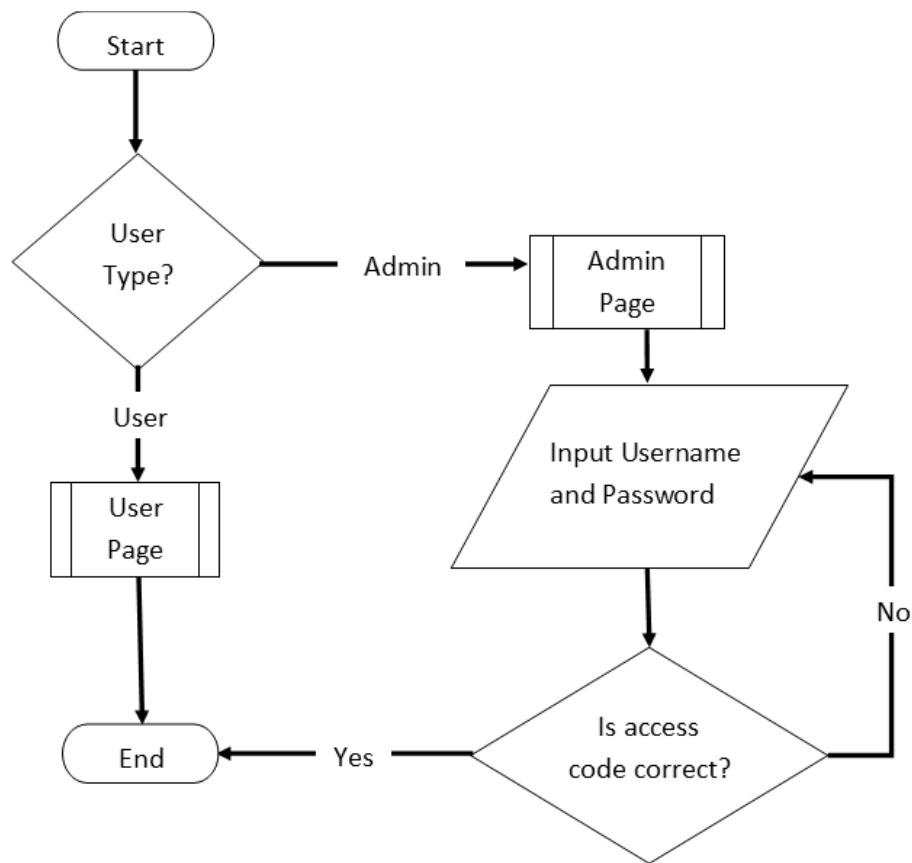 Start
User
Type?
Admin
Admin
Page
User
Input Username
and Password
User
Page
No
Is access
code correct?
Yes
End